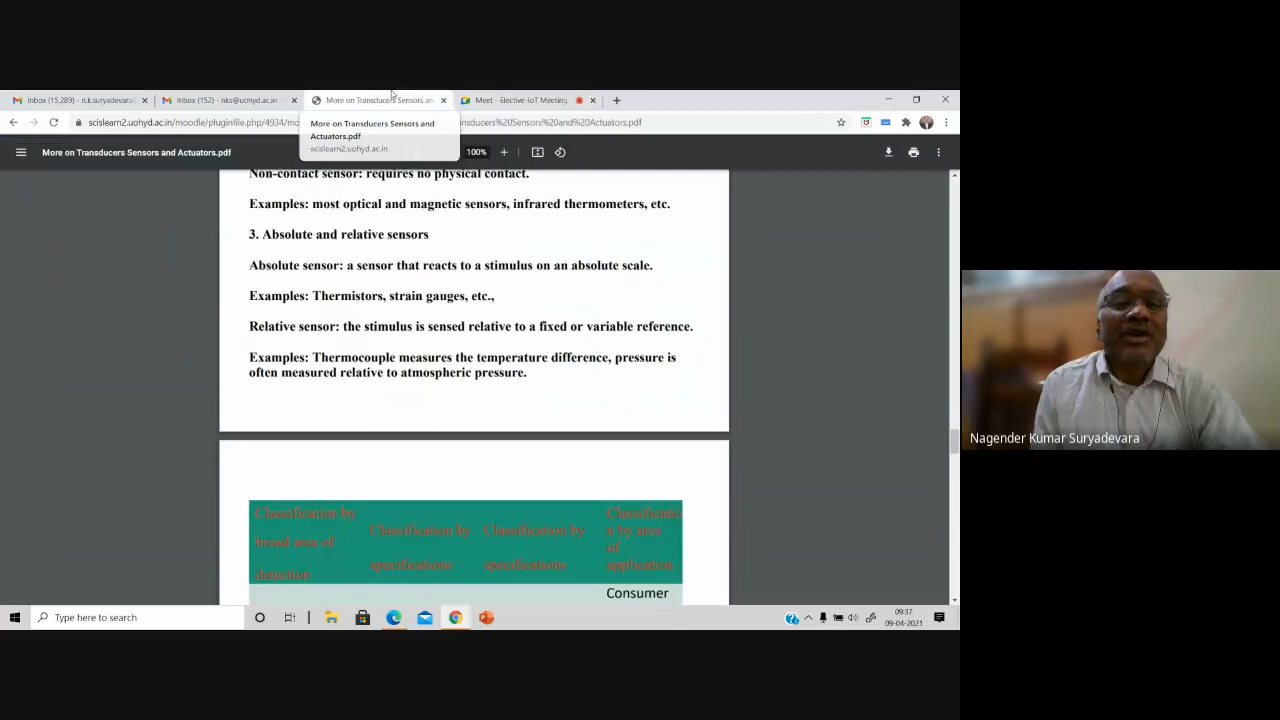 Inbox (15,289) - n.k.suryadevara@
Inbox (152) - nks@uohyd.ac.in
More on Transducers Sensors an
Meet - Elective-IoT Meeting
scislearn2.uohyd.ac.in/moodle/pluginfile.php/4934/mo
nsducers%20Sensors%20and%20Actuators.pdf
More on Transducers Sensors and
Actuators.pdf
scislearn2.uohyd.ac.in
More on Transducers Sensors and Actuators.pdf
100%
Non-contact sensor: requires no physical contact.
Examples: most optical and magnetic sensors, infrared thermometers, etc.
3. Absolute and relative sensors
Absolute sensor: a sensor that reacts to a stimulus on an absolute scale.
Examples: Thermistors, strain gauges, etc.,
Relative sensor: the stimulus is sensed relative to a fixed or variable reference.
Examples: Thermocouple measures the temperature difference, pressure is
often measured relative to atmospheric pressure.
Classification by
broad area of
detection
Classification by
specifications
Classification by
specifications
Classificatio
n by area
of
application
Consumer
Nagender Kumar Suryadevara
Type here to search
09:37
09-04-2021